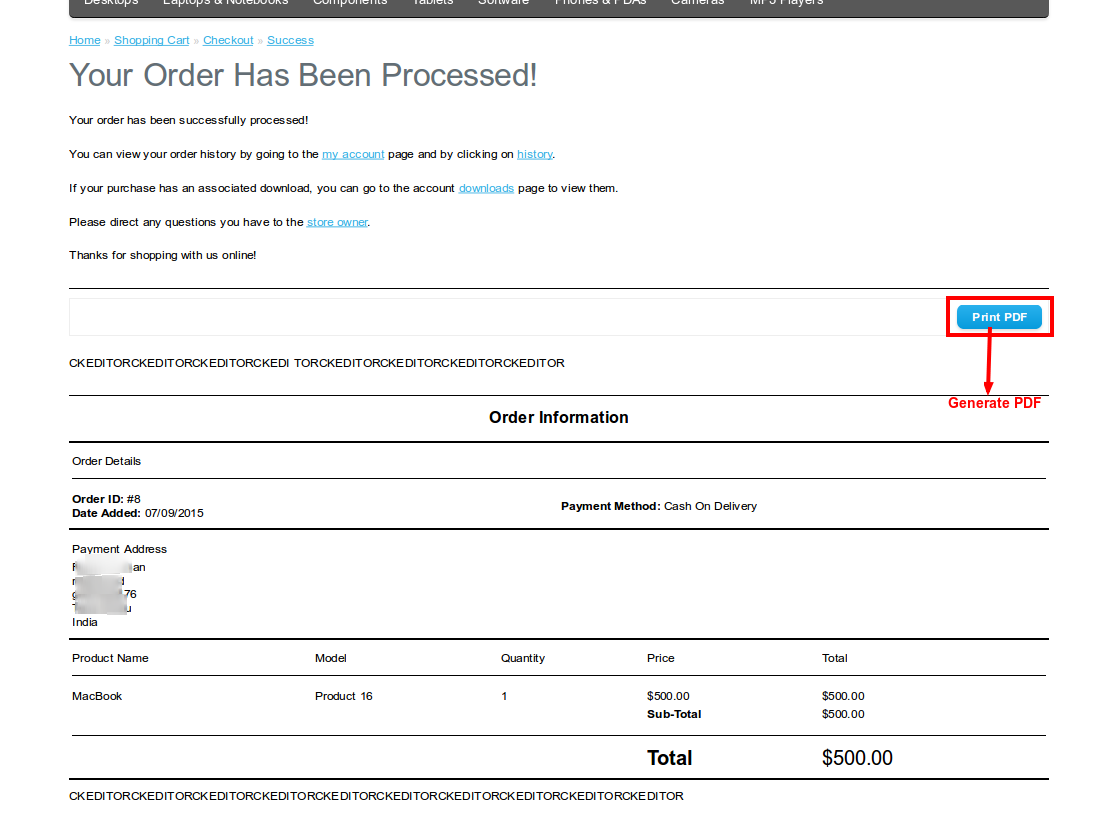 Desktops Laptops & Notebooks Components Tablets Software Phones & PDAs Cameras MP3 Players
Home » Shopping Cart » Checkout » Success
Your Order Has Been Processed!
Your order has been successfully processed!
You can view your order history by going to the my account page and by clicking on history.
If your purchase has an associated download, you can go to the account downloads page to view them.
Please direct any questions you have to the store owner.
Thanks for shopping with us online!
Print PDF
CKEDITORCKEDITORCKEDITORCKEDI TORCKEDITORCKEDITORCKEDITORCKEDITOR
Generate PDF
Order Information
Order Details
Order ID: #8
Date Added: 07/09/2015
Payment Method: Cash On Delivery
Payment Address
India
Product Name Model Quantity Price Total
MacBook Product 16 1 $500.00 $500.00
Sub-Total $500.00
Total $500.00
CKEDITORCKEDITORCKEDITORCKEDITORCKEDITORCKEDITORCKEDITORCKEDITORCKEDITORCKEDITOR